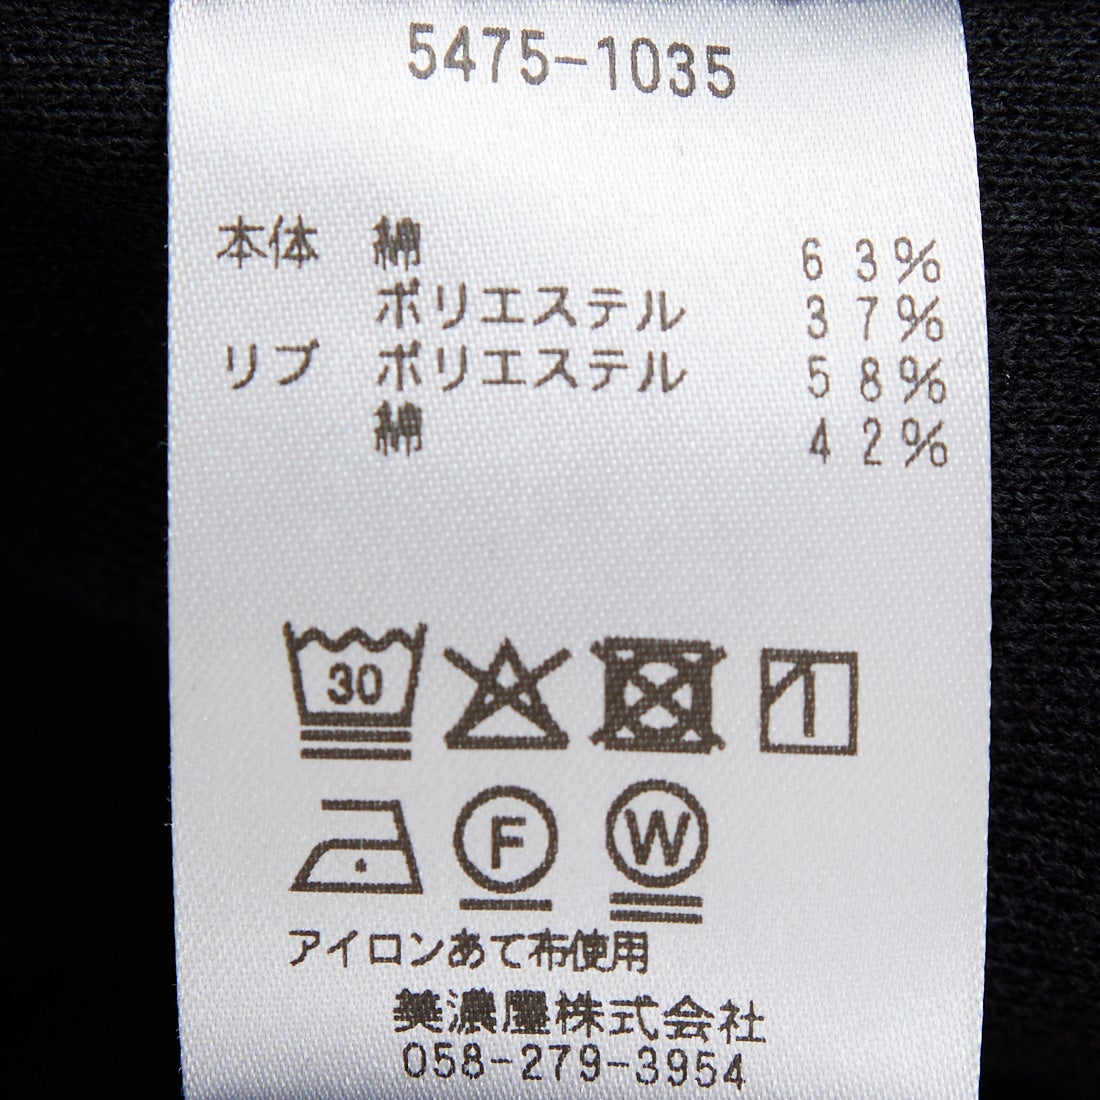 5475-1035
本体 綿 63%
ポリエステル 37%
リブ ポリエステル 58%
綿 42%
30
F W
アイロンあて布使用
美濃屋株式会社
058-279-3954